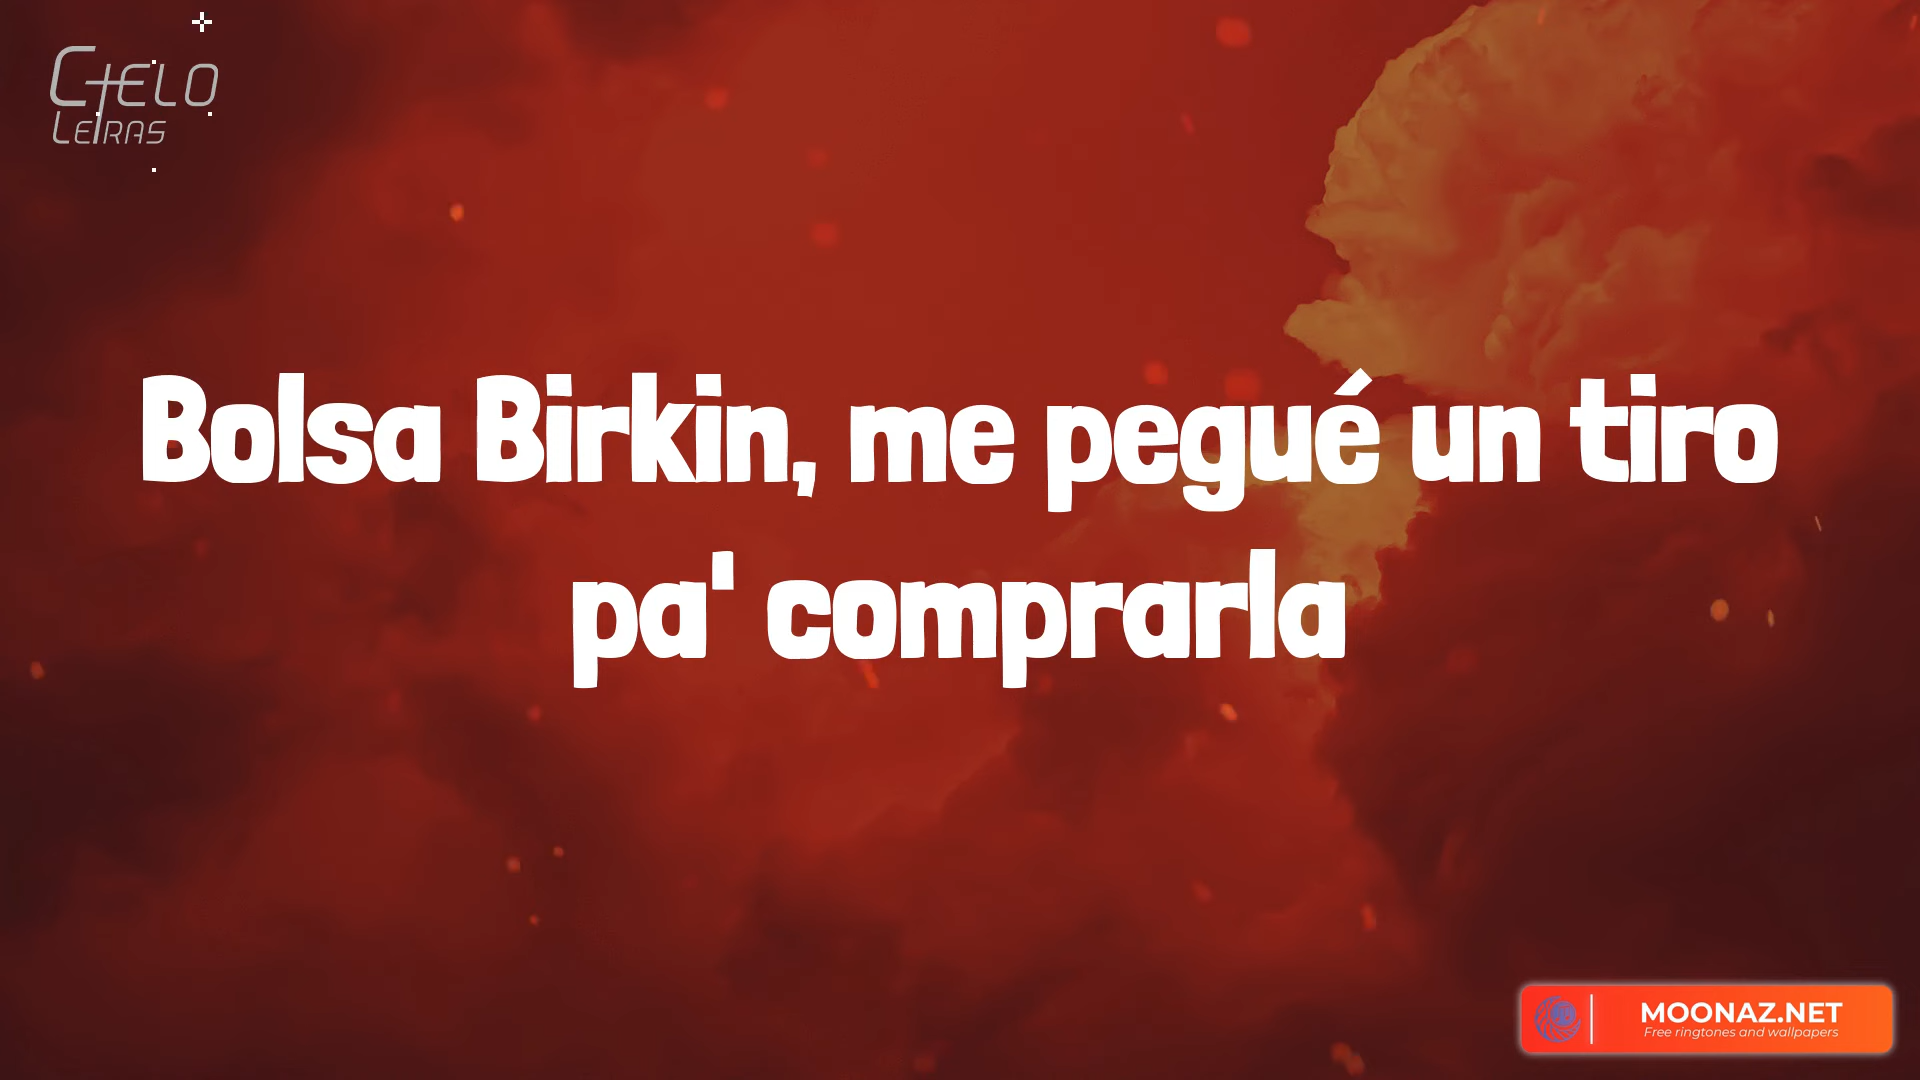 CIELO
LETRAS
Bolsa Birkin, me pegué un tiro
pa' comprarla
MOONAZ.NET
Free ringtones and wallpapers